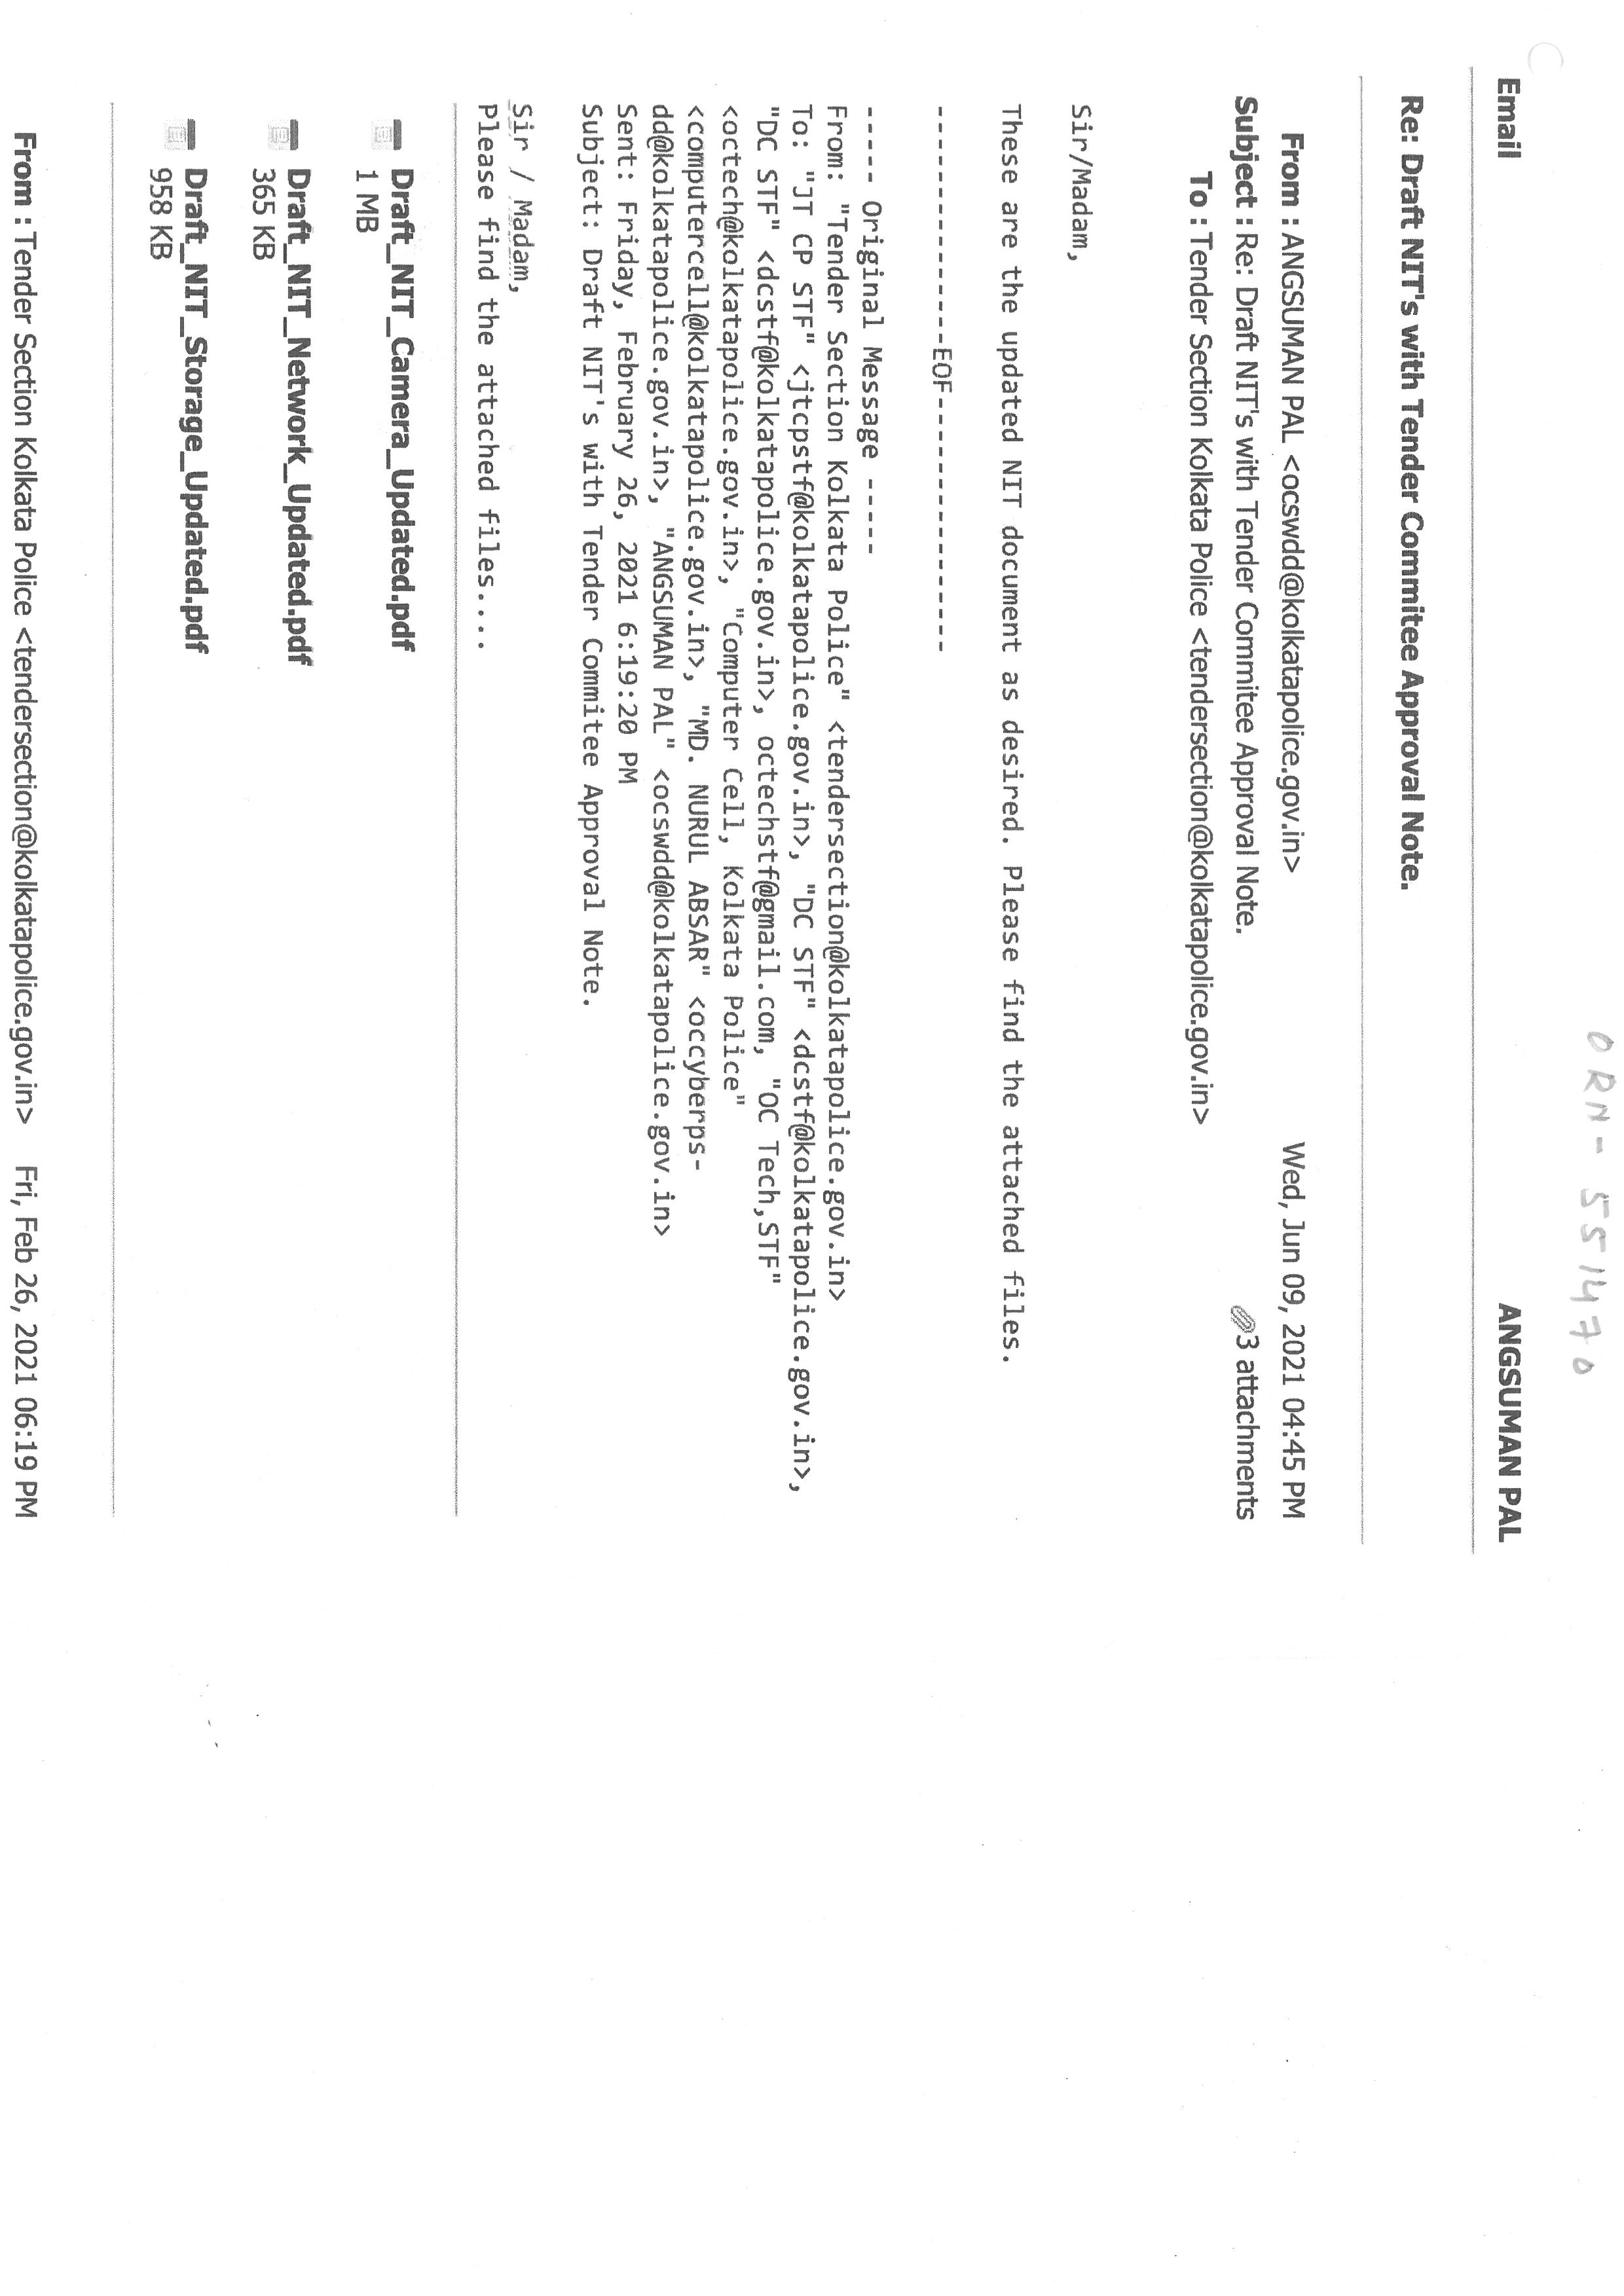 ORN- 551470
Email
ANGSUMAN PAL
Re: Draft NIT's with Tender Commitee Approval Note.
From : ANGSUMAN PAL <ocswdd@kolkatapolice.gov.in>
Wed, Jun 09, 2021 04:45 PM
Subject : Re: Draft NIT's with Tender Commitee Approval Note.
3 attachments
To : Tender Section Kolkata Police <tendersection@kolkatapolice.gov.in>
Sir/Madam,
These are the updated NIT document as desired. Please find the attached files.
--------------------EOF---------------------
----- Original Message -----
From: "Tender Section Kolkata Police" <tendersection@kolkatapolice.gov.in>
To: "JT CP STF" <jtcpstf@kolkatapolice.gov.in>, "DC STF" <dcstf@kolkatapolice.gov.in>,
"DC STF" <dcstf@kolkatapolice.gov.in>, octechstf@gmail.com, "OC Tech,STF"
<octech@kolkatapolice.gov.in>, "Computer Cell, Kolkata Police"
<computercell@kolkatapolice.gov.in>, "MD. NURUL ABSAR" <occyberps-
dd@kolkatapolice.gov.in>, "ANGSUMAN PAL" <ocswdd@kolkatapolice.gov.in>
Sent: Friday, February 26, 2021 6:19:20 PM
Subject: Draft NIT's with Tender Commitee Approval Note.
Sir / Madam,
Please find the attached files....
Draft_NIT_Camera_Updated.pdf
1 MB
Draft_NIT_Network_Updated.pdf
365 KB
Draft_NIT_Storage_Updated.pdf
958 KB
From : Tender Section Kolkata Police <tendersection@kolkatapolice.gov.in>
Fri, Feb 26, 2021 06:19 PM